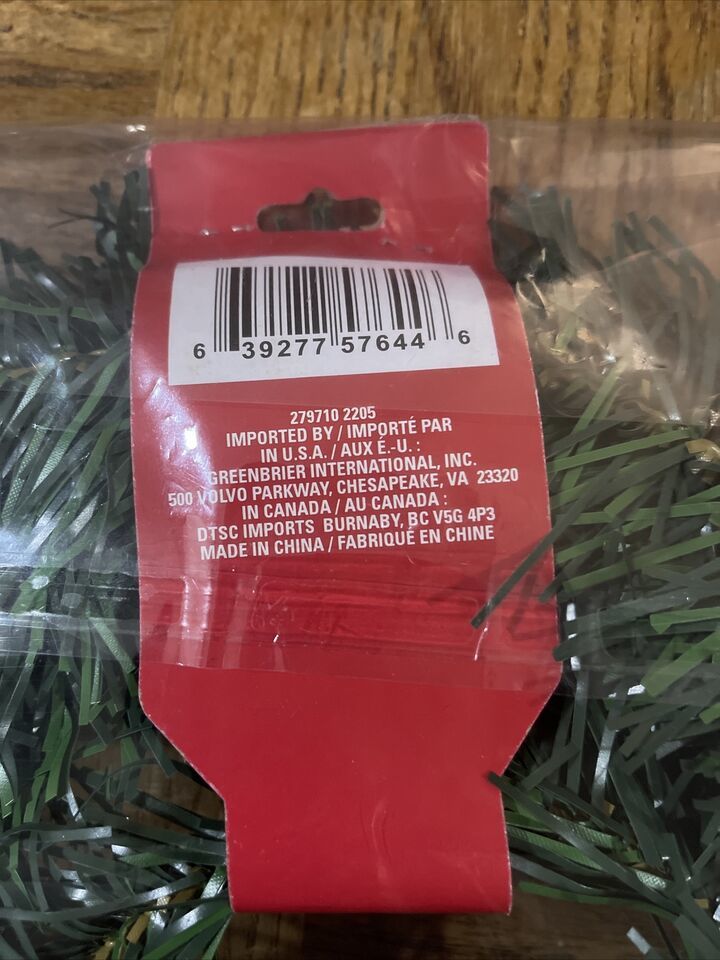 6 39277 57644 6
279710 2205
IMPORTED BY / IMPORTÉ PAR
IN U.S.A. / AUX É.-U. :
GREENBRIER INTERNATIONAL, INC.
500 VOLVO PARKWAY, CHESAPEAKE, VA 23320
IN CANADA / AU CANADA :
DTSC IMPORTS BURNABY, BC V5G 4P3
MADE IN CHINA / FABRIQUÉ EN CHINE